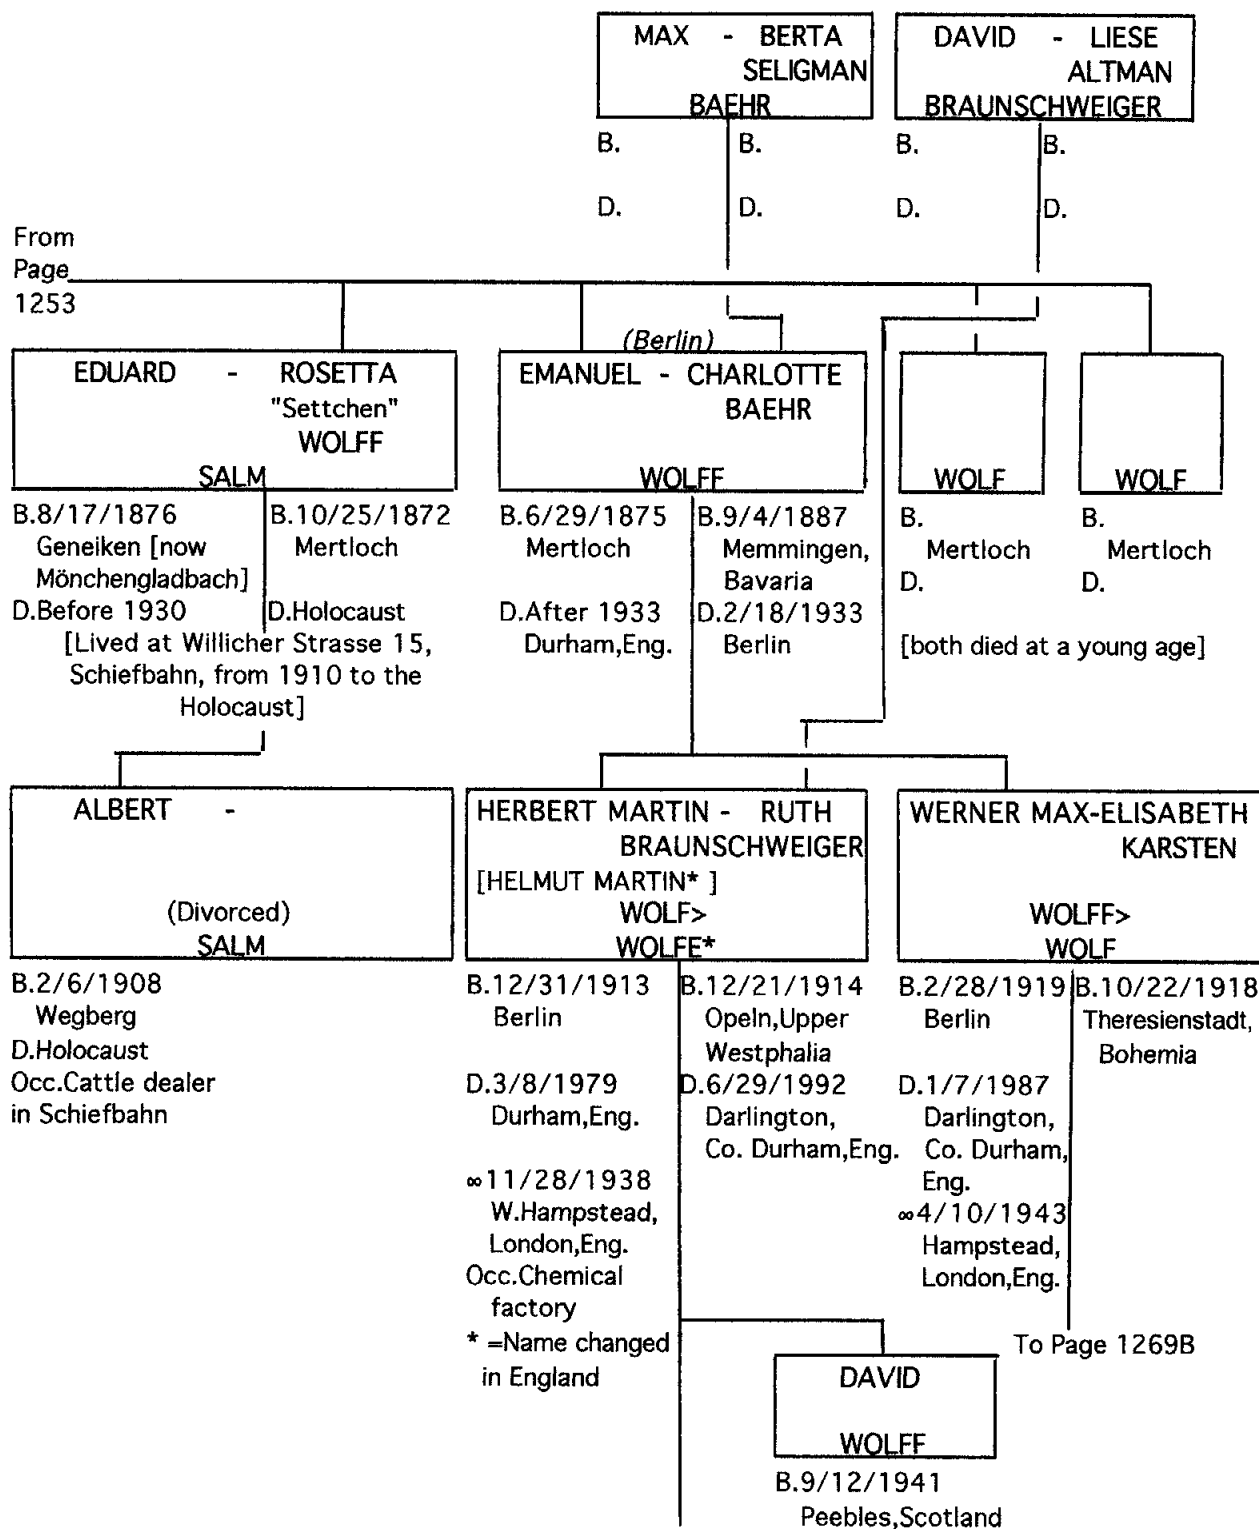 MAX - BERTA
SELIGMAN
BAEHR
B. B.
D. D.
DAVID - LIESE
ALTMAN
BRAUNSCHWEIGER
B. B.
D. D.
From
Page
1253
EDUARD - ROSETTA
"Settchen"
WOLFF
SALM
B.8/17/1876
Geneiken [now
Mönchengladbach]
D.Before 1930
B.10/25/1872
Mertloch
D.Holocaust
[Lived at Willicher Strasse 15,
Schiefbahn, from 1910 to the
Holocaust]
(Berlin)
EMANUEL - CHARLOTTE
BAEHR
WOLFF
B.6/29/1875
Mertloch
D.After 1933
Durham,Eng.
B.9/4/1887
Memmingen,
Bavaria
D.2/18/1933
Berlin
WOLF
B.
Mertloch
D.
WOLF
B.
Mertloch
D.
[both died at a young age]
ALBERT -
(Divorced)
SALM
B.2/6/1908
Wegberg
D.Holocaust
Occ.Cattle dealer
in Schiefbahn
HERBERT MARTIN - RUTH
BRAUNSCHWEIGER
[HELMUT MARTIN* ]
WOLF>
WOLFE*
B.12/31/1913
Berlin
D.3/8/1979
Durham,Eng.
∞11/28/1938
W.Hampstead,
London,Eng.
Occ.Chemical
factory
* =Name changed
in England
B.12/21/1914
Opeln,Upper
Westphalia
D.6/29/1992
Darlington,
Co. Durham,Eng.
WERNER MAX-ELISABETH
KARSTEN
WOLFF>
WOLF
B.2/28/1919
Berlin
D.1/7/1987
Darlington,
Co. Durham,
Eng.
∞4/10/1943
Hampstead,
London,Eng.
B.10/22/1918
Theresienstadt,
Bohemia
To Page 1269B
DAVID
WOLFF
B.9/12/1941
Peebles,Scotland